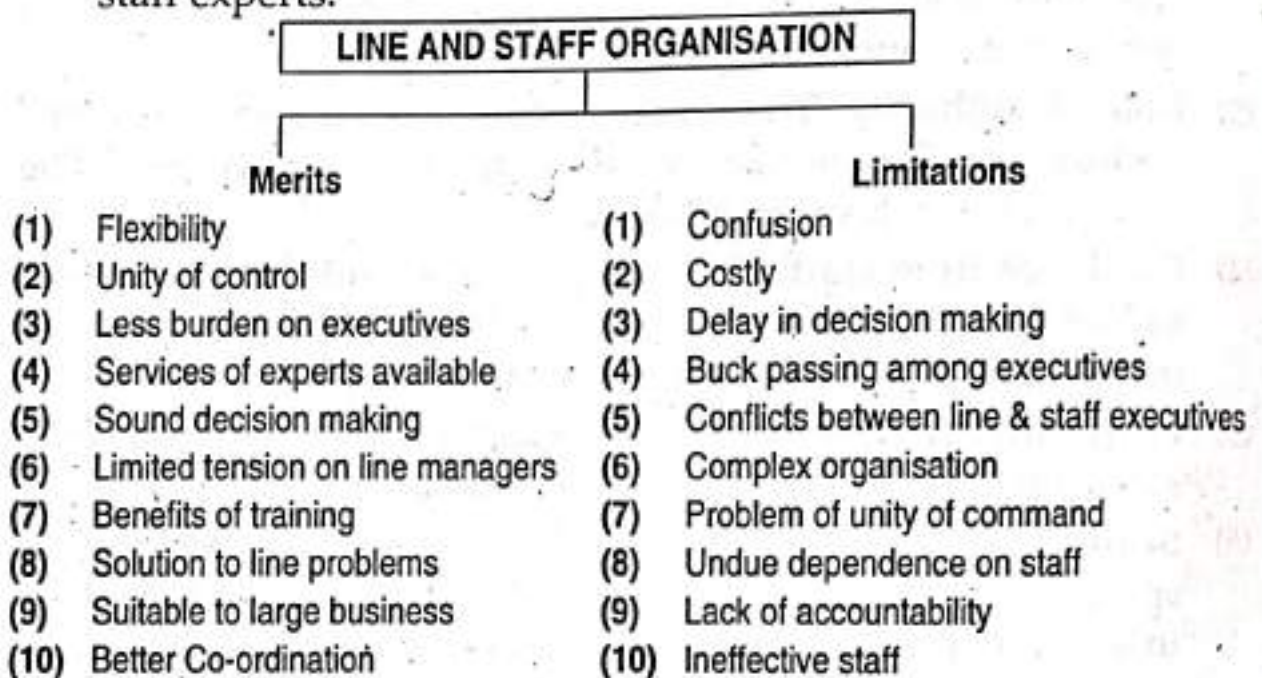 staff experts.
LINE AND STAFF ORGANISATION
Merits
(1) Flexibility
(2) Unity of control
(3) Less burden on executives
(4) Services of experts available
(5) Sound decision making
(6) Limited tension on line managers
(7) Benefits of training
(8) Solution to line problems
(9) Suitable to large business
(10) Better Co-ordination
Limitations
(1) Confusion
(2) Costly
(3) Delay in decision making
(4) Buck passing among executives
(5) Conflicts between line & staff executives
(6) Complex organisation
(7) Problem of unity of command
(8) Undue dependence on staff
(9) Lack of accountability
(10) Ineffective staff